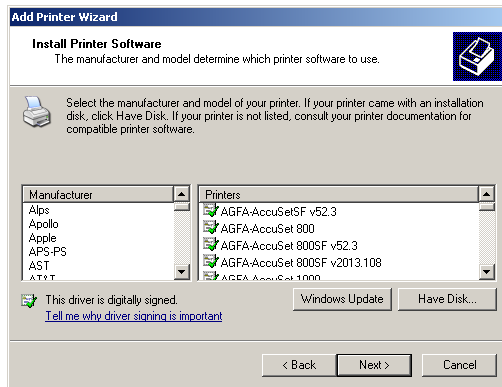 Add Printer Wizard
Install Printer Software
The manufacturer and model determine which printer software to use.
Select the manufacturer and model of your printer. If your printer came with an installation
disk, click Have Disk. If your printer is not listed, consult your printer documentation for
compatible printer software.
Manufacturer
Alps
Apollo
Apple
APS-PS
AST
AT&T
Printers
AGFA-AccuSetSF v52.3
AGFA-AccuSet 800
AGFA-AccuSet 800SF v52.3
AGFA-AccuSet 800SF v2013.108
AGFA-AccuSet 1000
This driver is digitally signed.
Tell me why driver signing is important
Windows Update
Have Disk...
< Back
Next >
Cancel